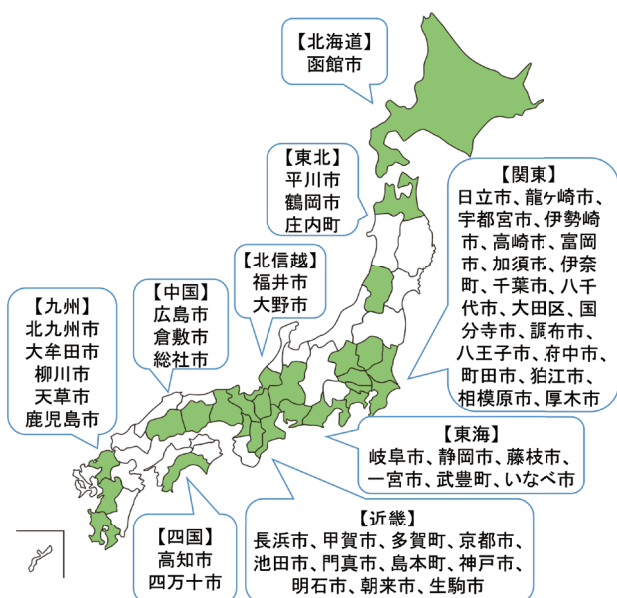 【北海道】
函館市
【東北】
平川市
鶴岡市
庄内町
【関東】
日立市、龍ヶ崎市、
宇都宮市、伊勢崎
市、高崎市、富岡
市、加須市、伊奈
町、千葉市、八千
代市、大田区、国
分寺市、調布市、
八王子市、府中市、
町田市、狛江市、
相模原市、厚木市
【北信越】
福井市
大野市
【中国】
広島市
倉敷市
総社市
【九州】
北九州市
大牟田市
柳川市
天草市
鹿児島市
【東海】
岐阜市、静岡市、藤枝市、
一宮市、武豊町、いなべ市
【四国】
高知市
四万十市
【近畿】
長浜市、甲賀市、多賀町、京都市、
池田市、門真市、島本町、神戸市、
明石市、朝来市、生駒市